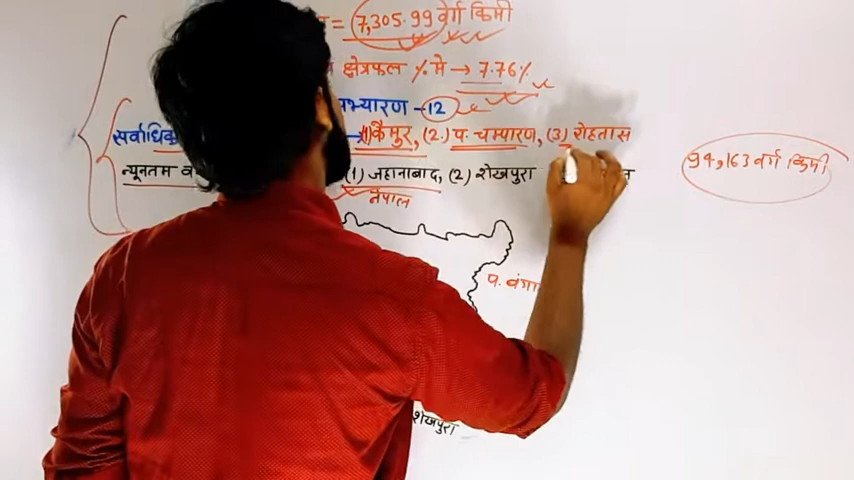 = 7,305.99 वर्ग किमी
क्षेत्रफल % में → 7.76%
अभ्यारण - 12
सर्वाधिक (1) कैमुर, (2.) प. चम्पारण, (3) रोहतास
न्यूनतम (1) जहानाबाद, (2) शेखपुरा
नेपाल
94,163 वर्ग किमी
प. बंगा
शेखपुरा